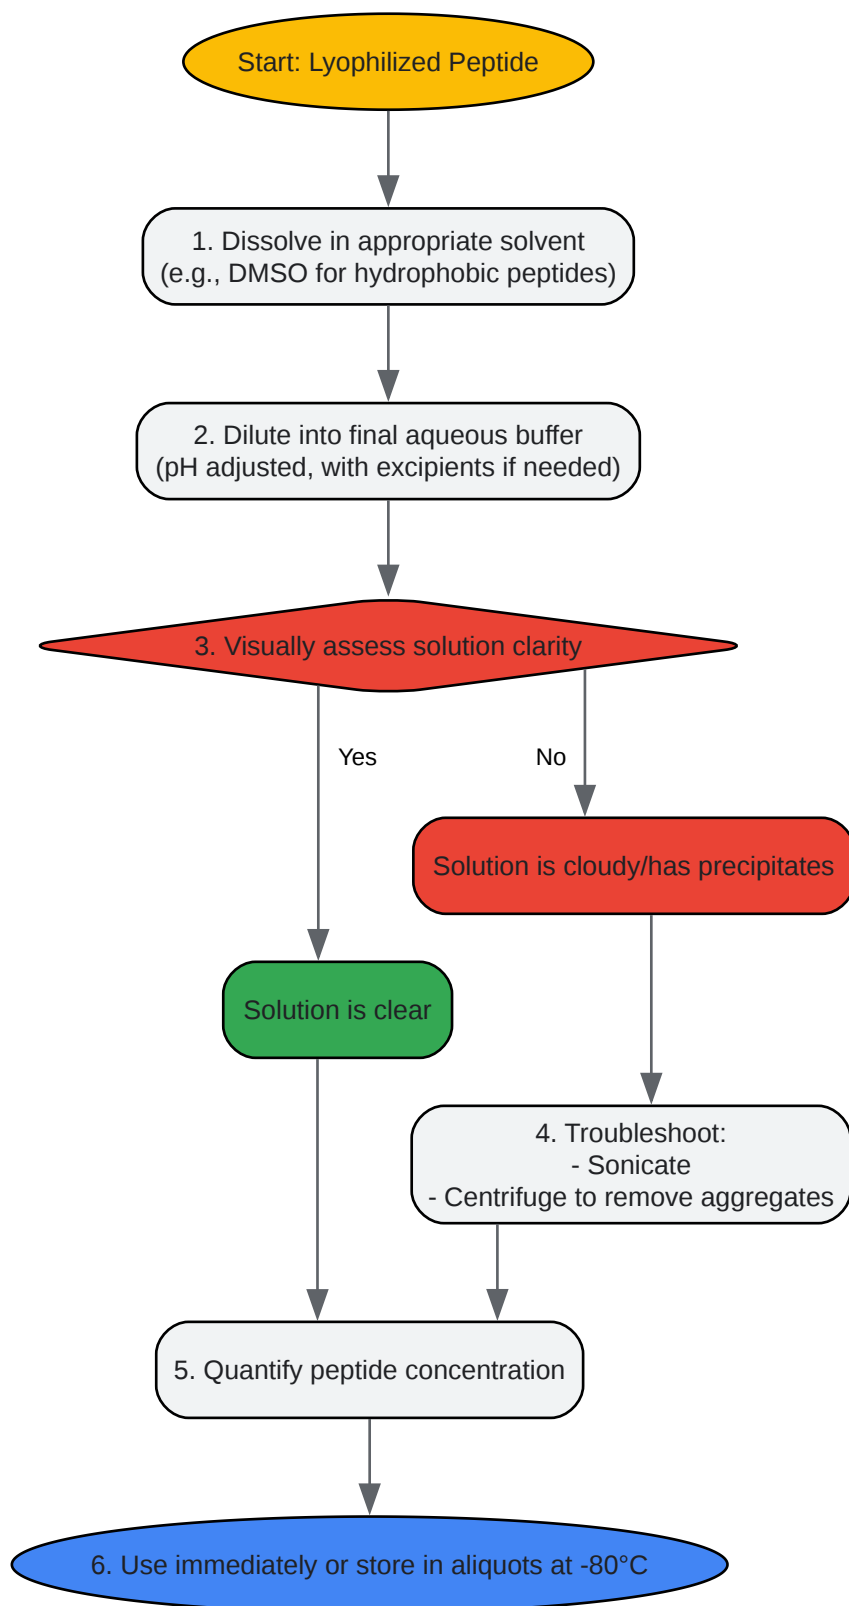 Start: Lyophilized Peptide
1. Dissolve in appropriate solvent
(e.g., DMSO for hydrophobic peptides)
2. Dilute into final aqueous buffer
(pH adjusted, with excipients if needed)
3. Visually assess solution clarity
Yes
No
Solution is cloudy/has precipitates
Solution is clear
4. Troubleshoot:
- Sonicate
- Centrifuge to remove aggregates
5. Quantify peptide concentration
6. Use immediately or store in aliquots at -80°C